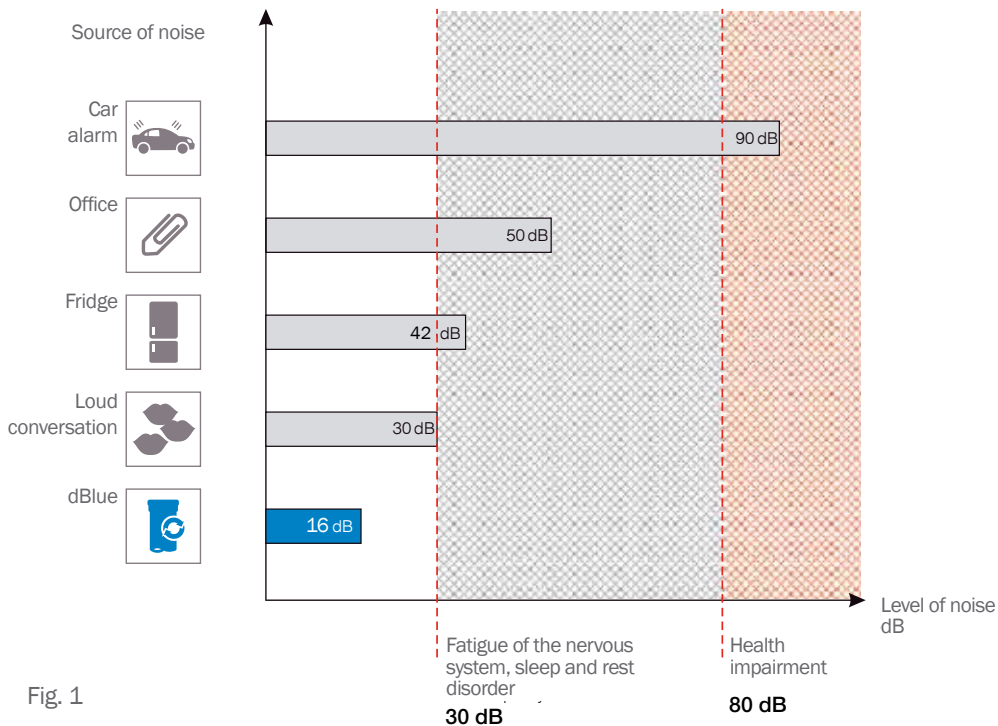 Source of noise
Car
alarm
90 dB
Office
50 dB
Fridge
42 dB
Loud
conversation
30 dB
dBlue
16 dB
Level of noise
dB
Fatigue of the nervous
system, sleep and rest
disorder
30 dB
Health
impairment
80 dB
Fig. 1